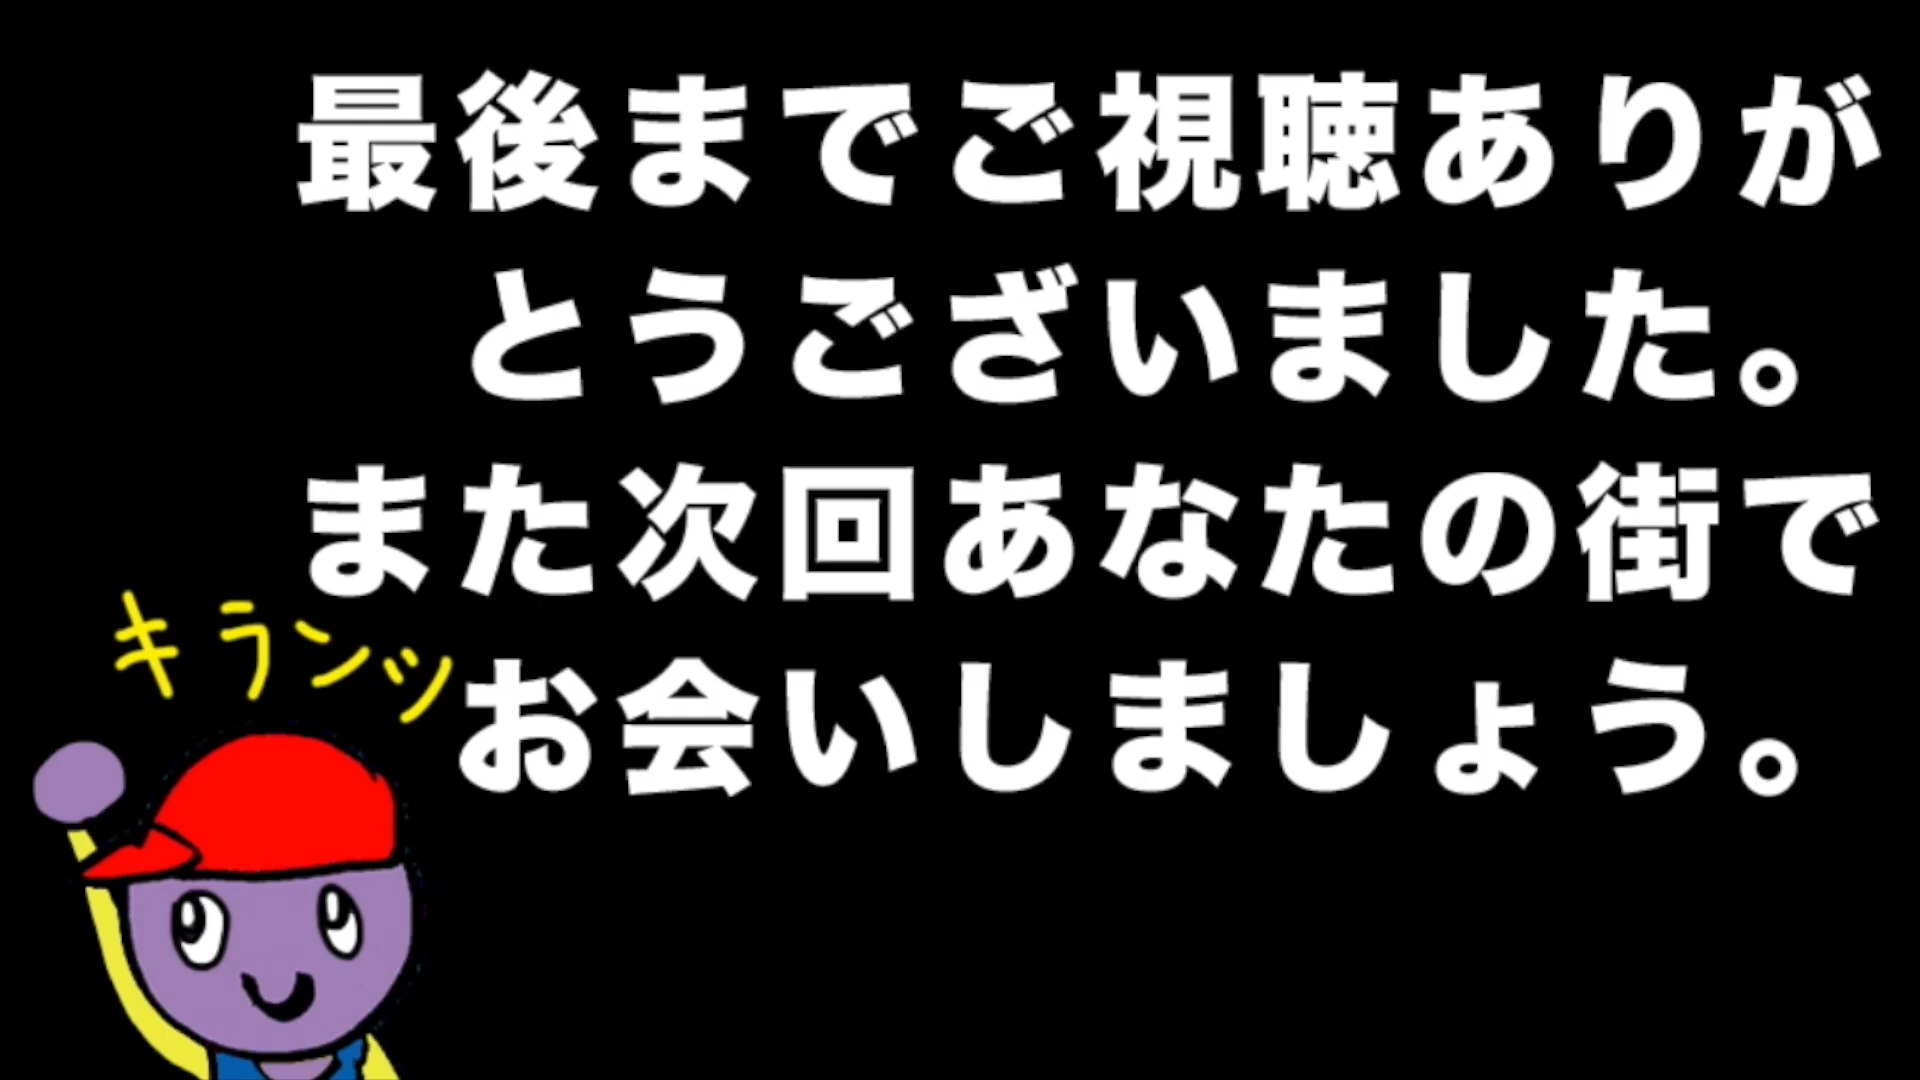 最後までご視聴ありが
とうございました。
また次回あなたの街で
お会いしましょう。
キランッ